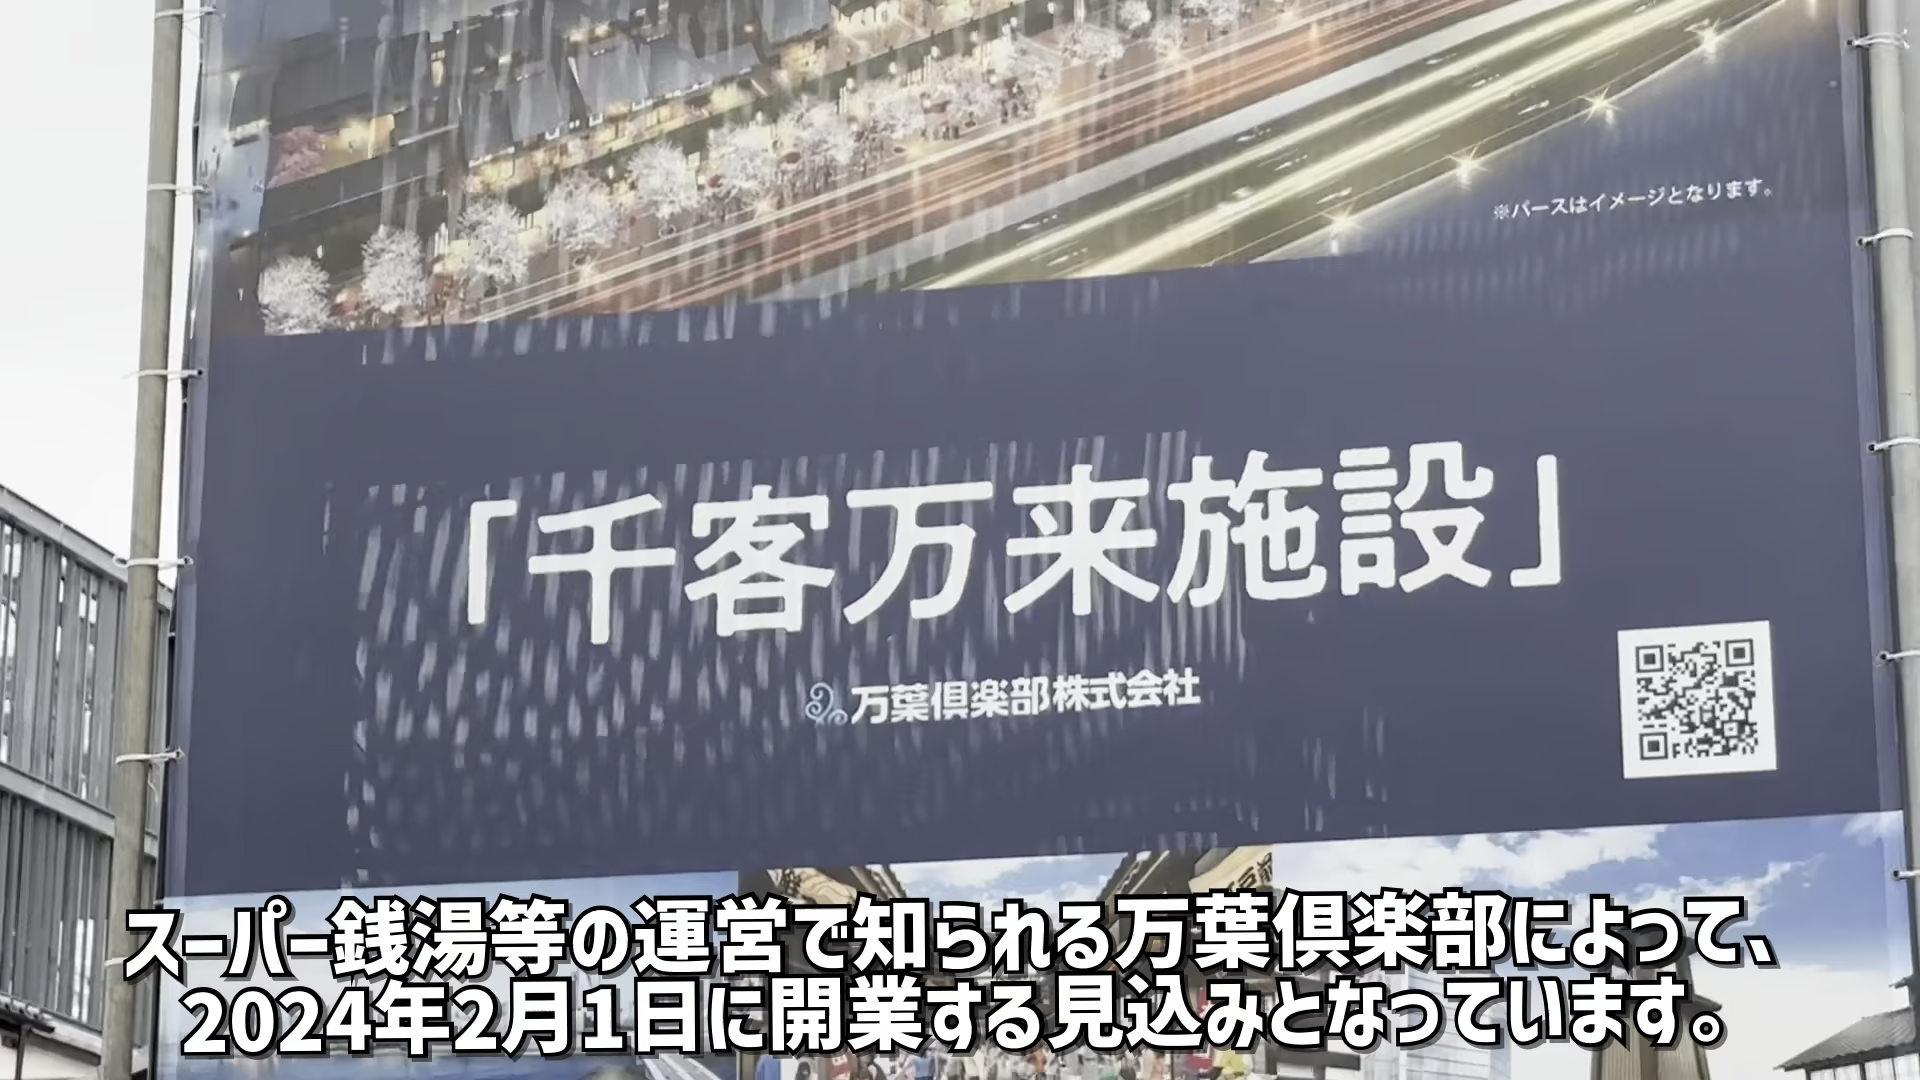 ※パースはイメージとなります。
「千客万来施設」
万葉倶楽部株式会社
スーパー銭湯等の運営で知られる万葉倶楽部によって、
2024年2月1日に開業する見込みとなっています。